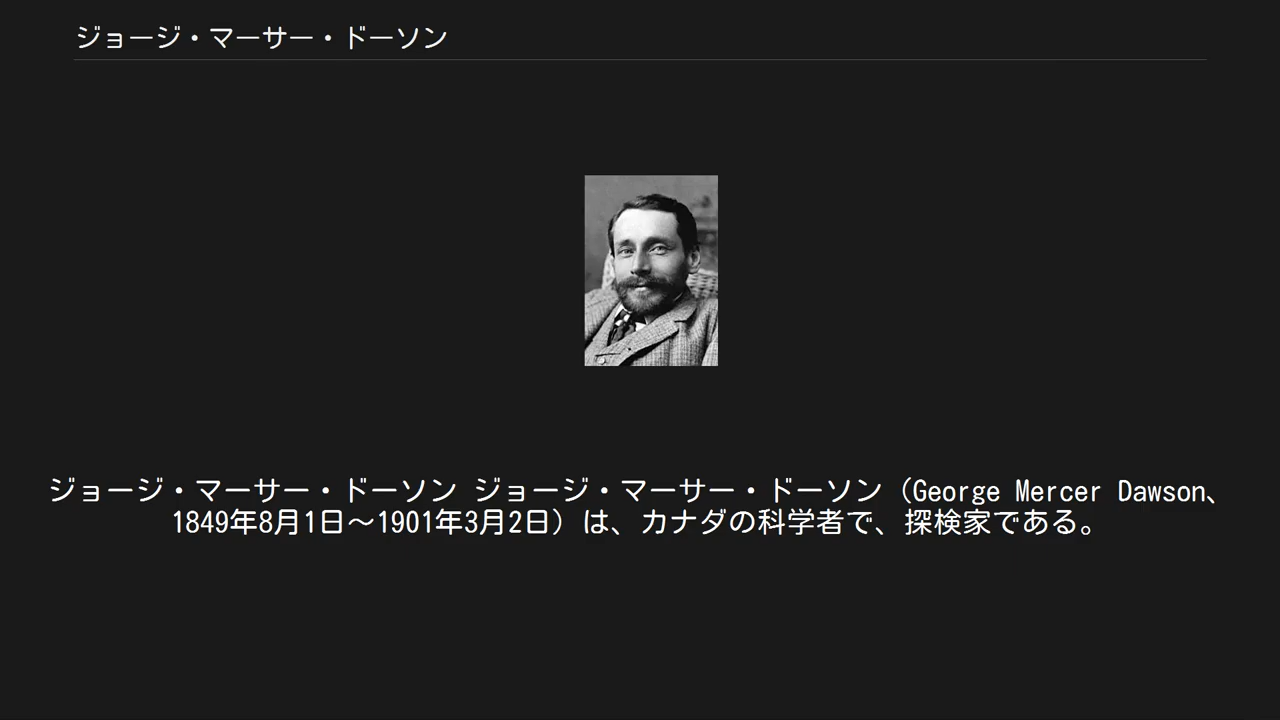 ジョージ・マーサー・ドーソン
ジョージ・マーサー・ドーソン ジョージ・マーサー・ドーソン（George Mercer Dawson、
1849年8月1日～1901年3月2日）は、カナダの科学者で、探検家である。